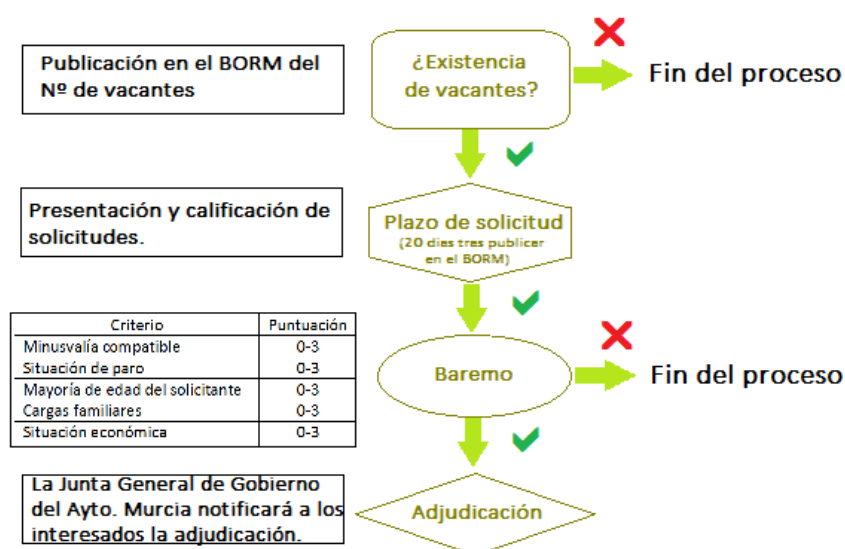 Publicación en el BORM del
Nº de vacantes
¿Existencia
de vacantes?
Fin del proceso
Presentación y calificación de
solicitudes.
Plazo de solicitud
(20 dias tras publicar
en el BORM)
Criterio Puntuación
Minusvalía compatible 0-3
Situación de paro 0-3
Mayoría de edad del solicitante 0-3
Cargas familiares 0-3
Situación económica 0-3
Baremo
Fin del proceso
La Junta General de Gobierno
del Ayto. Murcia notificará a los
interesados la adjudicación.
Adjudicación